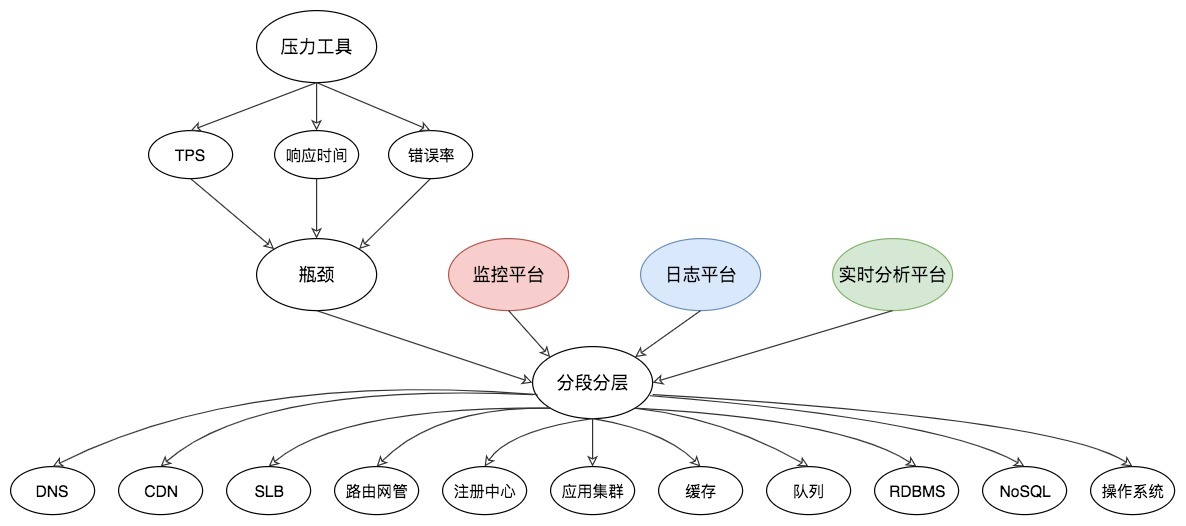 压力工具
TPS
响应时间
错误率
瓶颈
监控平台
日志平台
实时分析平台
分段分层
DNS
CDN
SLB
路由网管
注册中心
应用集群
缓存
队列
RDBMS
NoSQL
操作系统